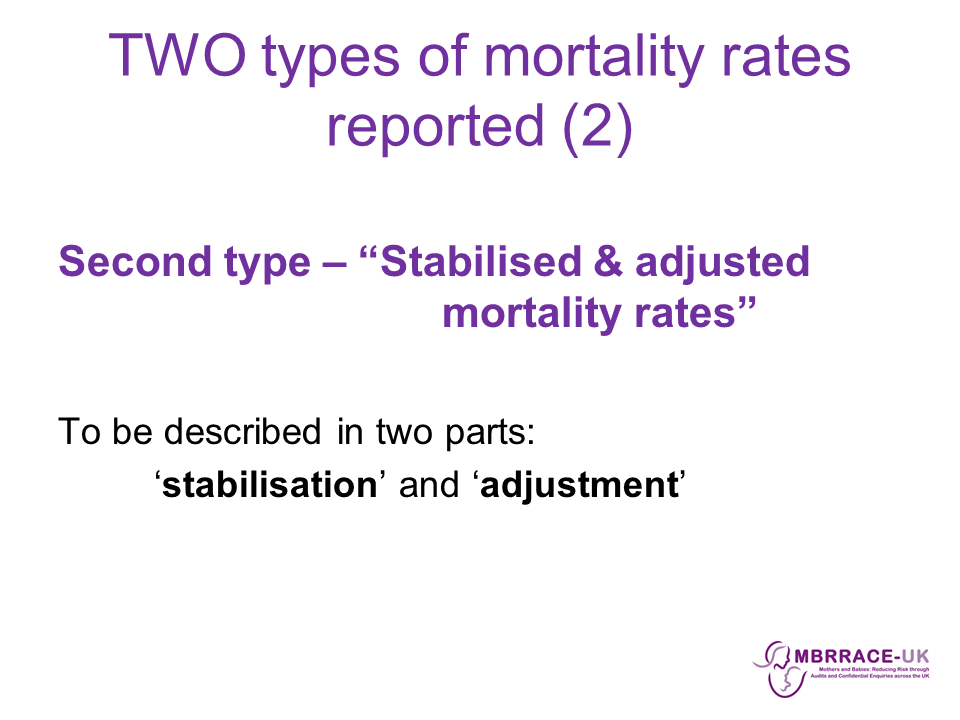 TWO types of mortality rates
reported (2)
Second type – “Stabilised & adjusted
mortality rates”
To be described in two parts:
‘stabilisation’ and ‘adjustment’
MBRRACE-UK
Mothers and Babies: Reducing Risk through
Audits and Confidential Enquiries across the UK